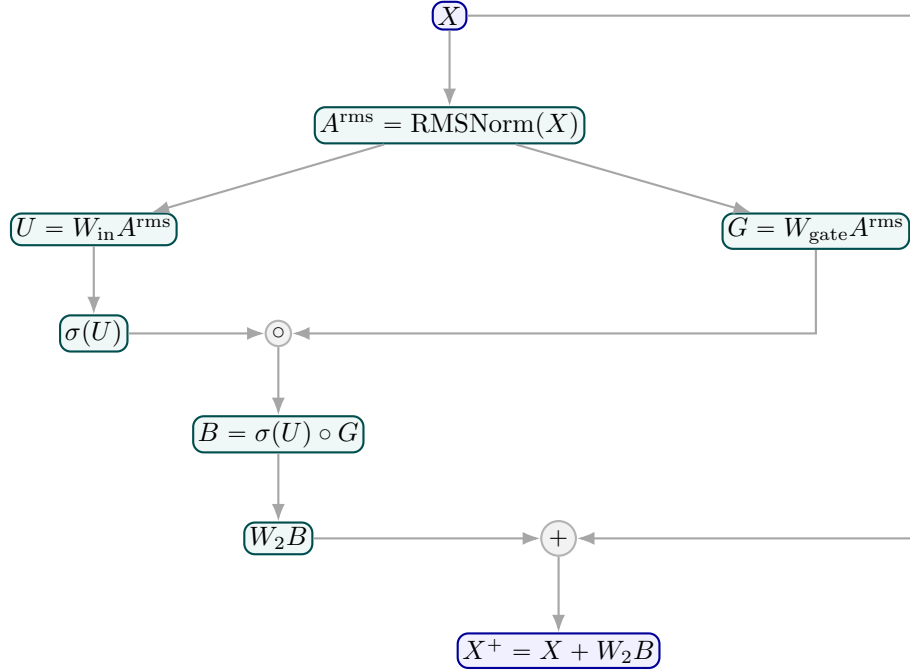 X
A^rms = RMSNorm(X)
U = W_in A^rms
G = W_gate A^rms
σ(U)
∘
B = σ(U) ∘ G
W_2 B
+
X^+ = X + W_2 B